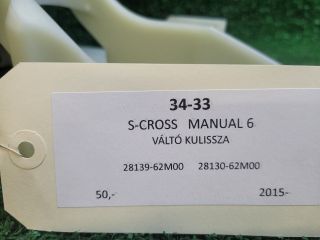 34-33
S-CROSS MANUAL 6
VÁLTÓ KULISSZA
28139-62M00 28130-62M00
50,- 2015-